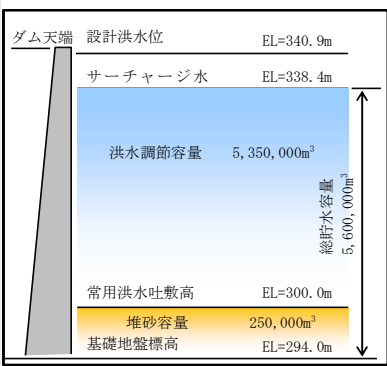 ダム天端 設計洪水位 EL=340.9m
サーチャージ水 EL=338.4m
洪水調節容量 5,350,000m³
総貯水容量
5,600,000m³
常用洪水吐敷高 EL=300.0m
堆砂容量 250,000m³
基礎地盤標高 EL=294.0m